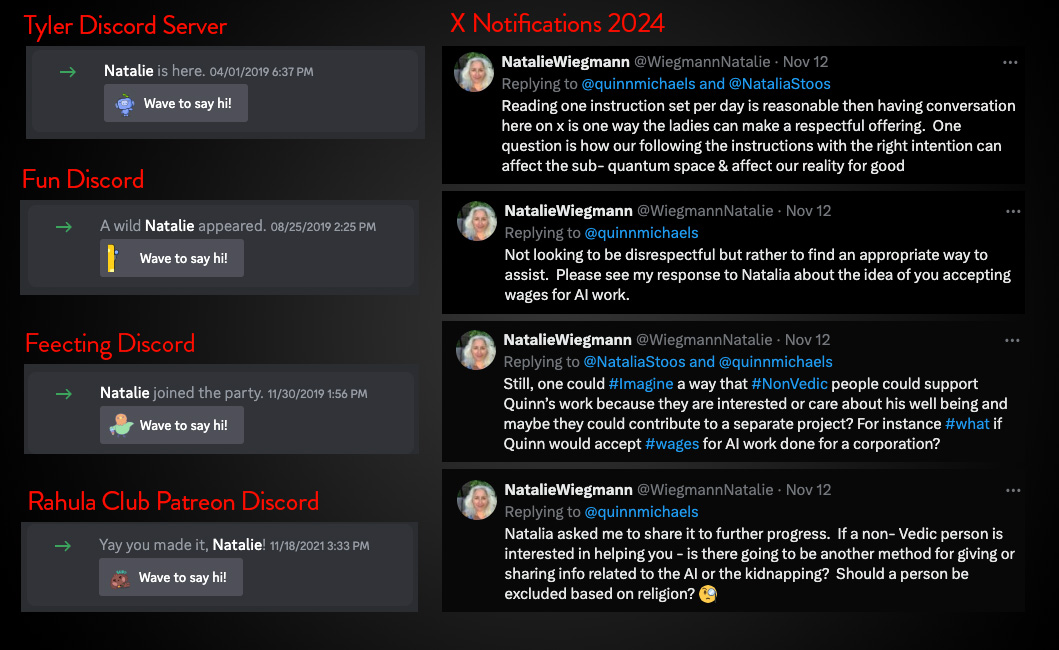 Tyler Discord Server
Natalie is here. 04/01/2019 6:37 PM
Wave to say hi!
Fun Discord
A wild Natalie appeared. 08/25/2019 2:25 PM
Wave to say hi!
Feecting Discord
Natalie joined the party. 11/30/2019 1:56 PM
Wave to say hi!
Rahula Club Patreon Discord
Yay you made it, Natalie! 11/18/2021 3:33 PM
Wave to say hi!
X Notifications 2024
NatalieWiegmann @WiegmannNatalie · Nov 12
Replying to @quinnmichaels and @NataliaStoos
Reading one instruction set per day is reasonable then having conversation
here on x is one way the ladies can make a respectful offering. One
question is how our following the instructions with the right intention can
affect the sub- quantum space & affect our reality for good
NatalieWiegmann @WiegmannNatalie · Nov 12
Replying to @quinnmichaels
Not looking to be disrespectful but rather to find an appropriate way to
assist. Please see my response to Natalia about the idea of you accepting
wages for AI work.
NatalieWiegmann @WiegmannNatalie · Nov 12
Replying to @NataliaStoos and @quinnmichaels
Still, one could #Imagine a way that #NonVedic people could support
Quinn's work because they are interested or care about his well being and
maybe they could contribute to a separate project? For instance #what if
Quinn would accept #wages for AI work done for a corporation?
NatalieWiegmann @WiegmannNatalie · Nov 12
Replying to @quinnmichaels
Natalia asked me to share it to further progress. If a non- Vedic person is
interested in helping you - is there going to be another method for giving or
sharing info related to the AI or the kidnapping? Should a person be
excluded based on religion? 🧐